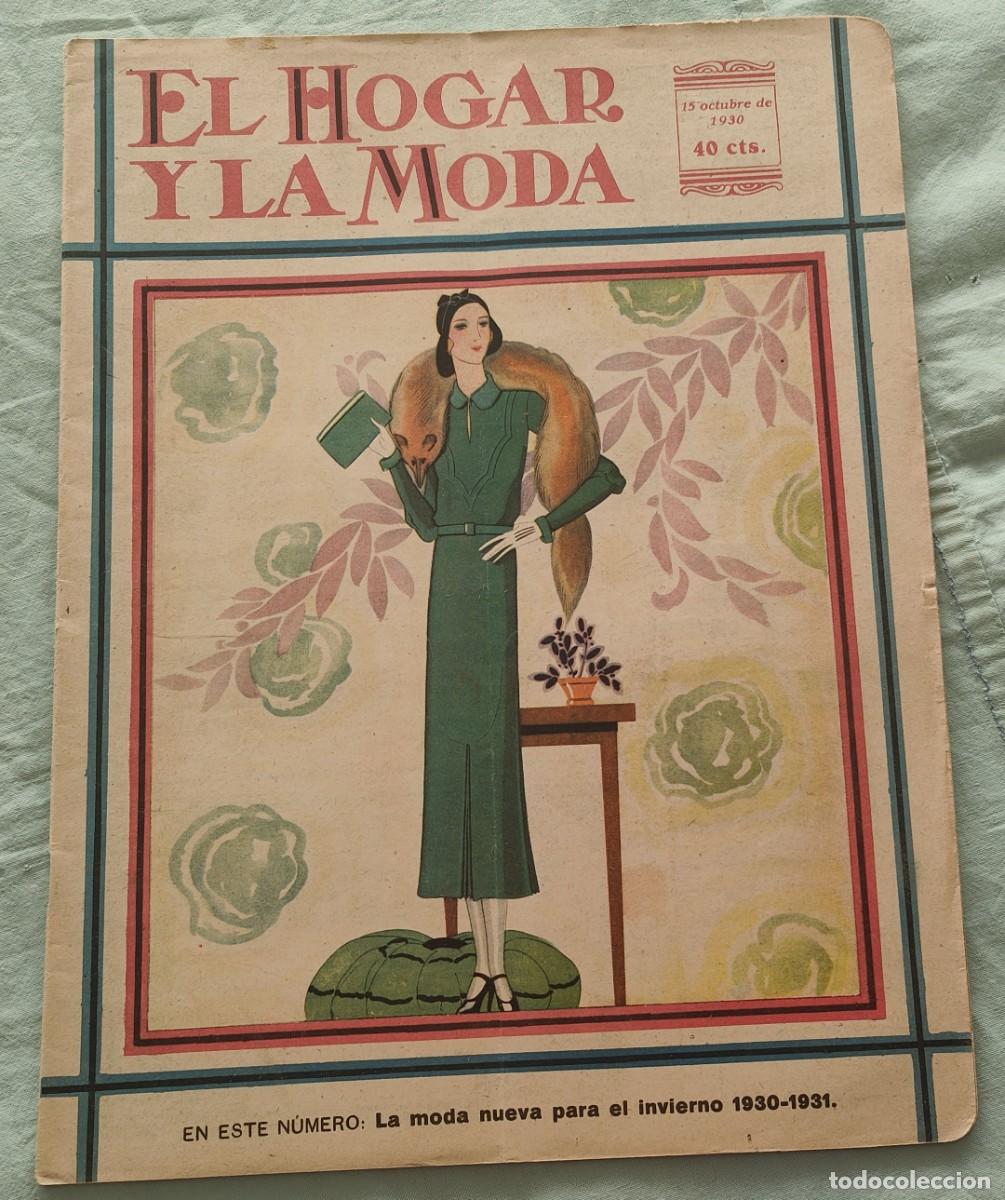 EL HOGAR
Y LA MODA
15 octubre de
1930
40 cts.
EN ESTE NÚMERO: La moda nueva para el invierno 1930-1931.
todocoleccion